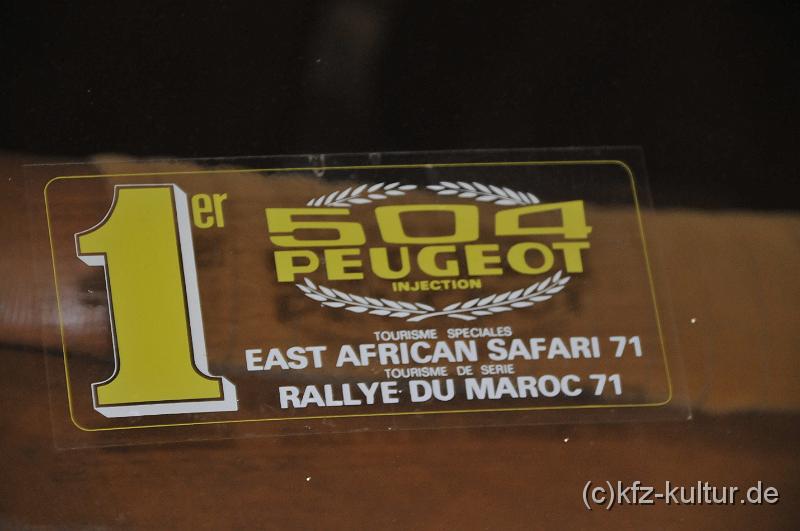 1er
504
PEUGEOT
INJECTION
TOURISME SPECIALES
EAST AFRICAN SAFARI 71
TOURISME DE SERIE
RALLYE DU MAROC 71
(c)kfz-kultur.de